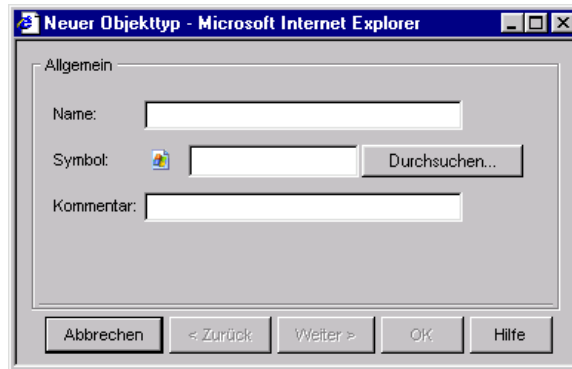 Neuer Objekttyp - Microsoft Internet Explorer
Allgemein
Name:
Symbol: Durchsuchen...
Kommentar:
Abbrechen < Zurück Weiter > OK Hilfe